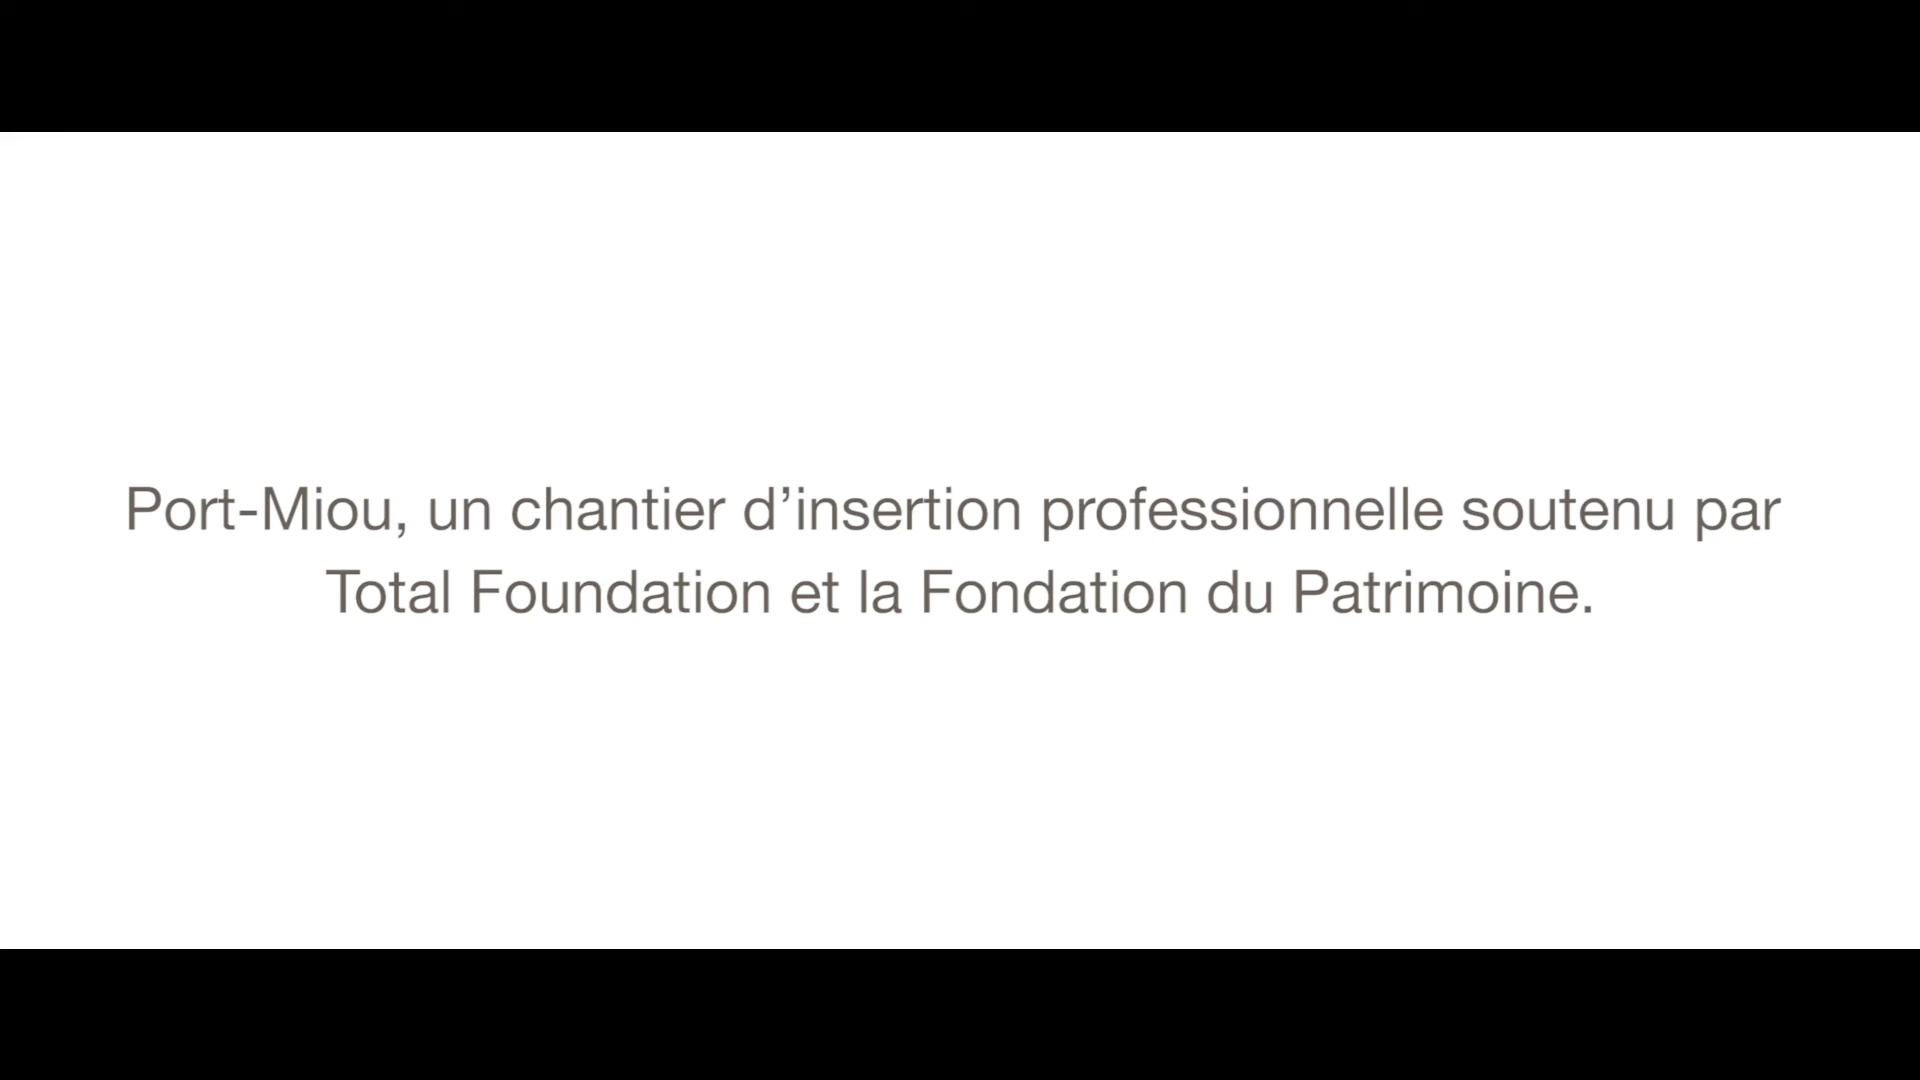 Port-Miou, un chantier d’insertion professionnelle soutenu par
Total Foundation et la Fondation du Patrimoine.